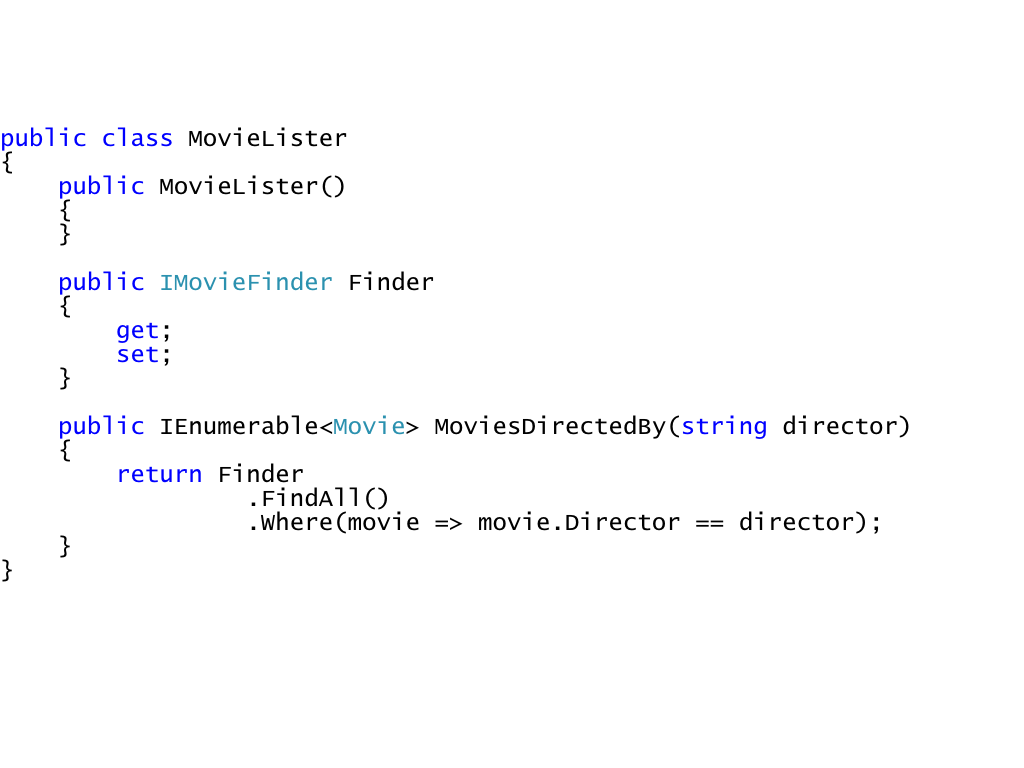 public class MovieLister
{
    public MovieLister()
    {
    }

    public IMovieFinder Finder
    {
        get;
        set;
    }

    public IEnumerable<Movie> MoviesDirectedBy(string director)
    {
        return Finder
                 .FindAll()
                 .Where(movie => movie.Director == director);
    }
}